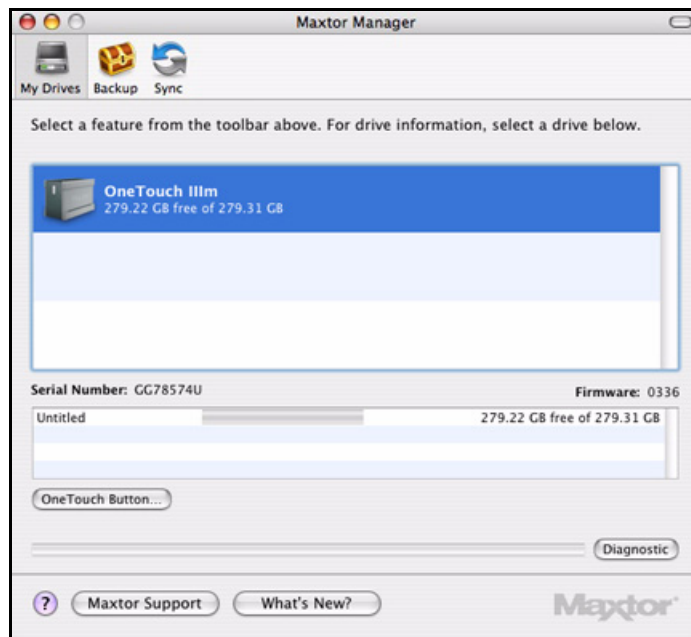 Maxtor Manager
My Drives Backup Sync
Select a feature from the toolbar above. For drive information, select a drive below.
OneTouch IIIm
279.22 GB free of 279.31 GB
Serial Number: GG78574U Firmware: 0336
Untitled 279.22 GB free of 279.31 GB
OneTouch Button...
Diagnostic
? Maxtor Support What's New? Maxtor